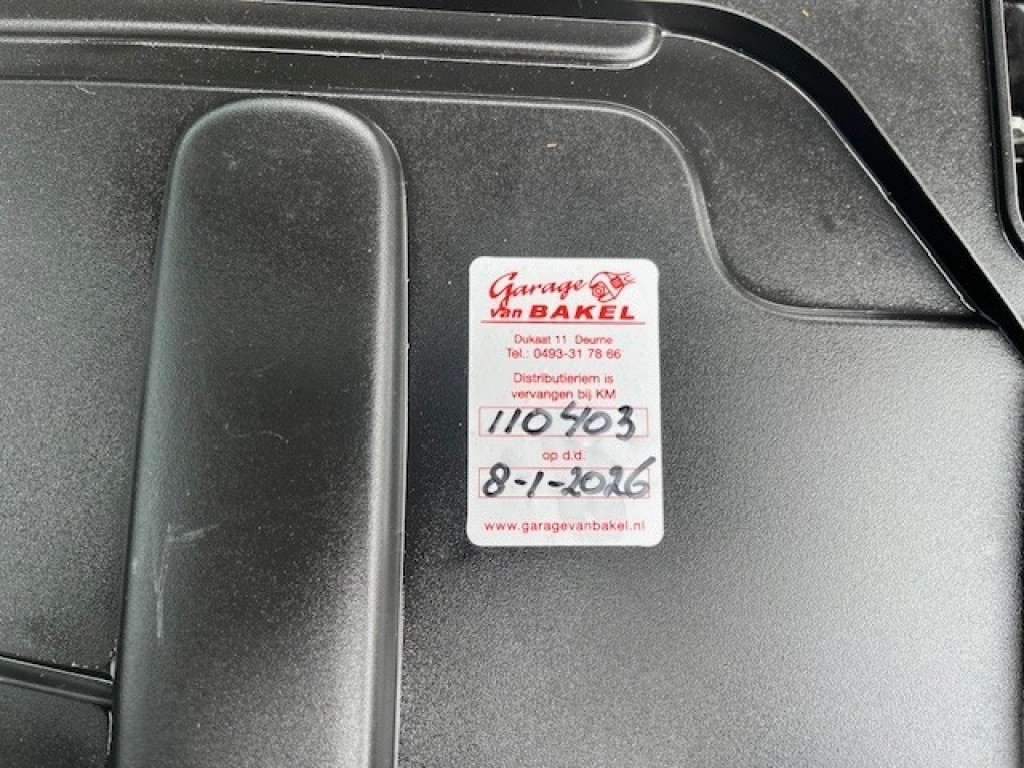 Garage
van BAKEL
Dukaat 11 Deurne
Tel.: 0493-31 78 66
Distributieriem is
vervangen bij KM
110403
op d.d.
8-1-2026
www.garagevanbakel.nl